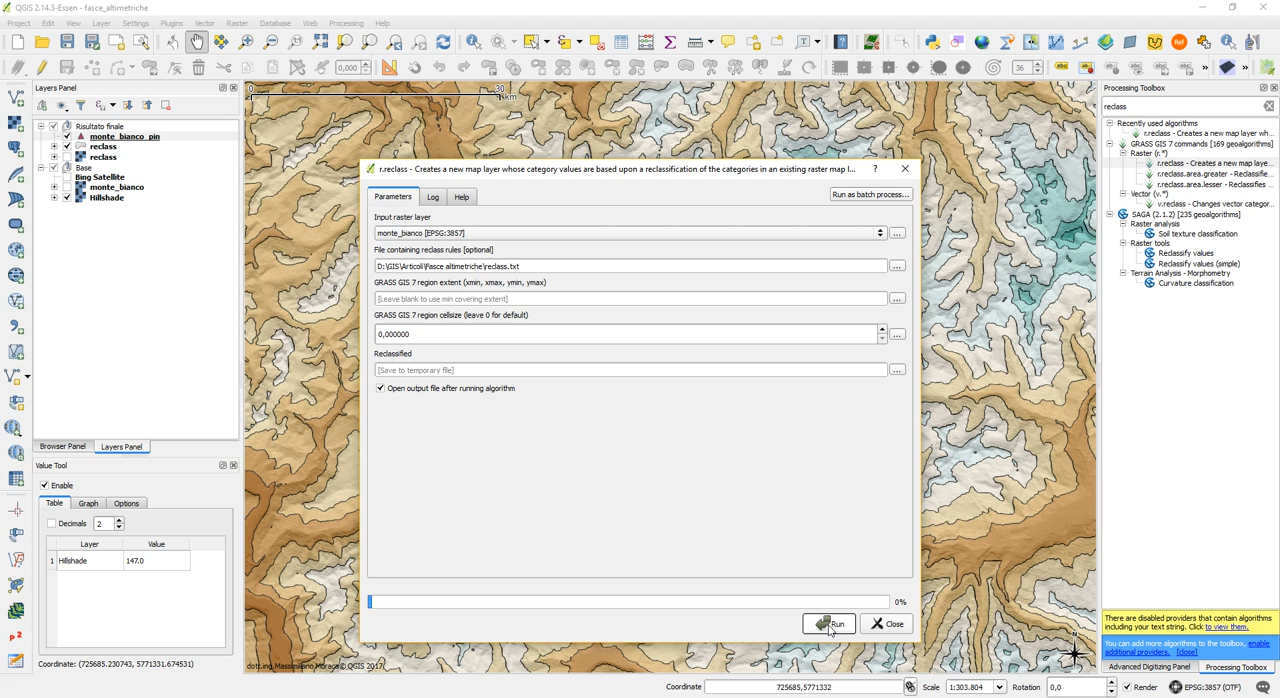 QGIS 2.14.3-Essen - fasce_altimetriche
Project Edit View Layer Settings Plugins Vector Raster Database Web Processing Help
0,000
36
Layers Panel
Risultato finale
monte_bianco_pin
reclass
reclass
Base
Bing Satellite
monte_bianco
Hillshade
Browser Panel Layers Panel
Value Tool
Enable
Table Graph Options
Decimals 2
Layer Value
1 Hillshade 147.0
Coordinate: (725685.230743, 5771331.674531)
0 30
km
r.reclass - Creates a new map layer whose category values are based upon a reclassification of the categories in an existing raster map l...
Parameters Log Help
Run as batch process...
Input raster layer
monte_bianco [EPSG:3857]
File containing reclass rules [optional]
D:\GIS\Articoli\Fasce altimetriche\reclass.txt
GRASS GIS 7 region extent (xmin, xmax, ymin, ymax)
[Leave blank to use min covering extent]
GRASS GIS 7 region cellsize (leave 0 for default)
0,000000
Reclassified
[Save to temporary file]
Open output file after running algorithm
0%
Run Close
dott.ing.Massimiliano Moraca© QGIS 2017
N
Processing Toolbox
reclass
Recently used algorithms
r.reclass - Creates a new map layer wh...
GRASS GIS 7 commands [169 geoalgorithms]
Raster (r.*)
r.reclass - Creates a new map laye...
r.reclass.area.greater - Reclassifie...
r.reclass.area.lesser - Reclassifies ...
Vector (v.*)
v.reclass - Changes vector categor...
SAGA (2.1.2) [235 geoalgorithms]
Raster analysis
Soil texture classification
Raster tools
Reclassify values
Reclassify values (simple)
Terrain Analysis - Morphometry
Curvature classification
There are disabled providers that contain algorithms
including your text string. Click to view them.
You can add more algorithms to the toolbox, enable
additional providers. [close]
Advanced Digitizing Panel Processing Toolbox
Coordinate 725685,5771332 Scale 1:303.804 Rotation 0,0 Render EPSG:3857 (OTF)